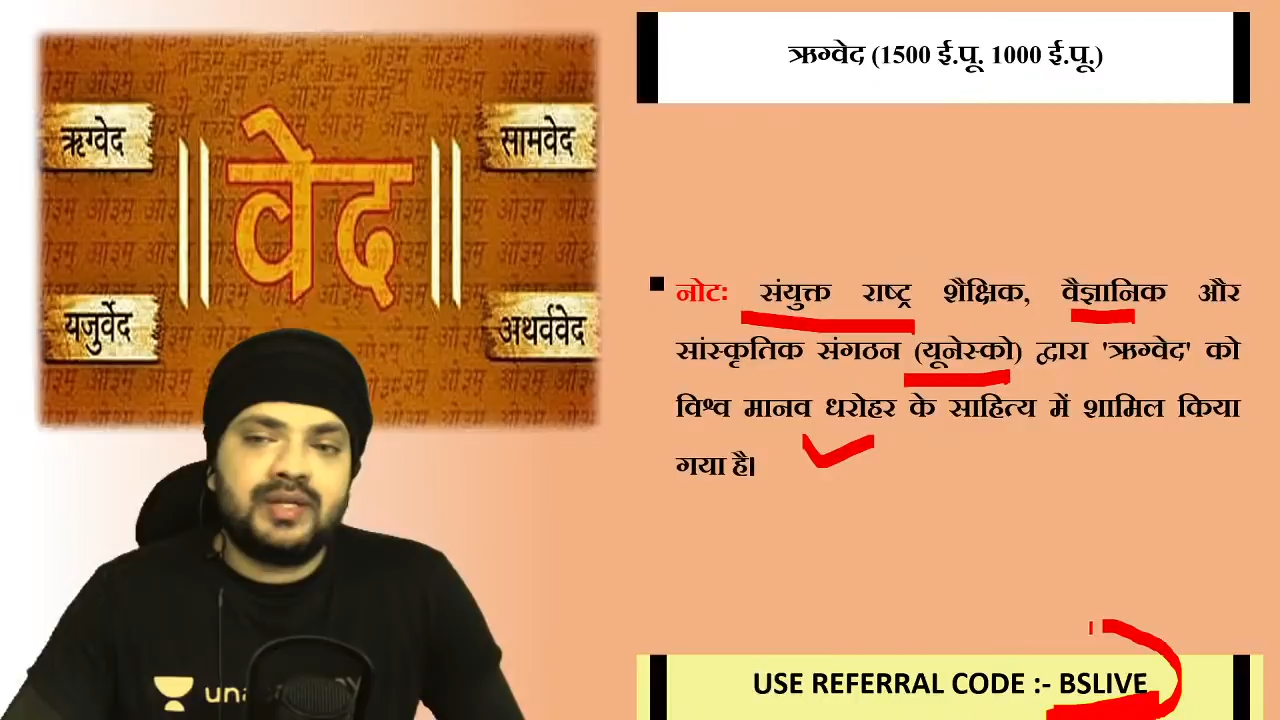 ऋग्वेद (1500 ई.पू. 1000 ई.पू.)
ऋग्वेद
सामवेद
॥ वेद ॥
यजुर्वेद
अथर्ववेद
नोटः संयुक्त राष्ट्र शैक्षिक, वैज्ञानिक और
सांस्कृतिक संगठन (यूनेस्को) द्वारा 'ऋग्वेद' को
विश्व मानव धरोहर के साहित्य में शामिल किया
गया है।
USE REFERRAL CODE :- BSLIVE